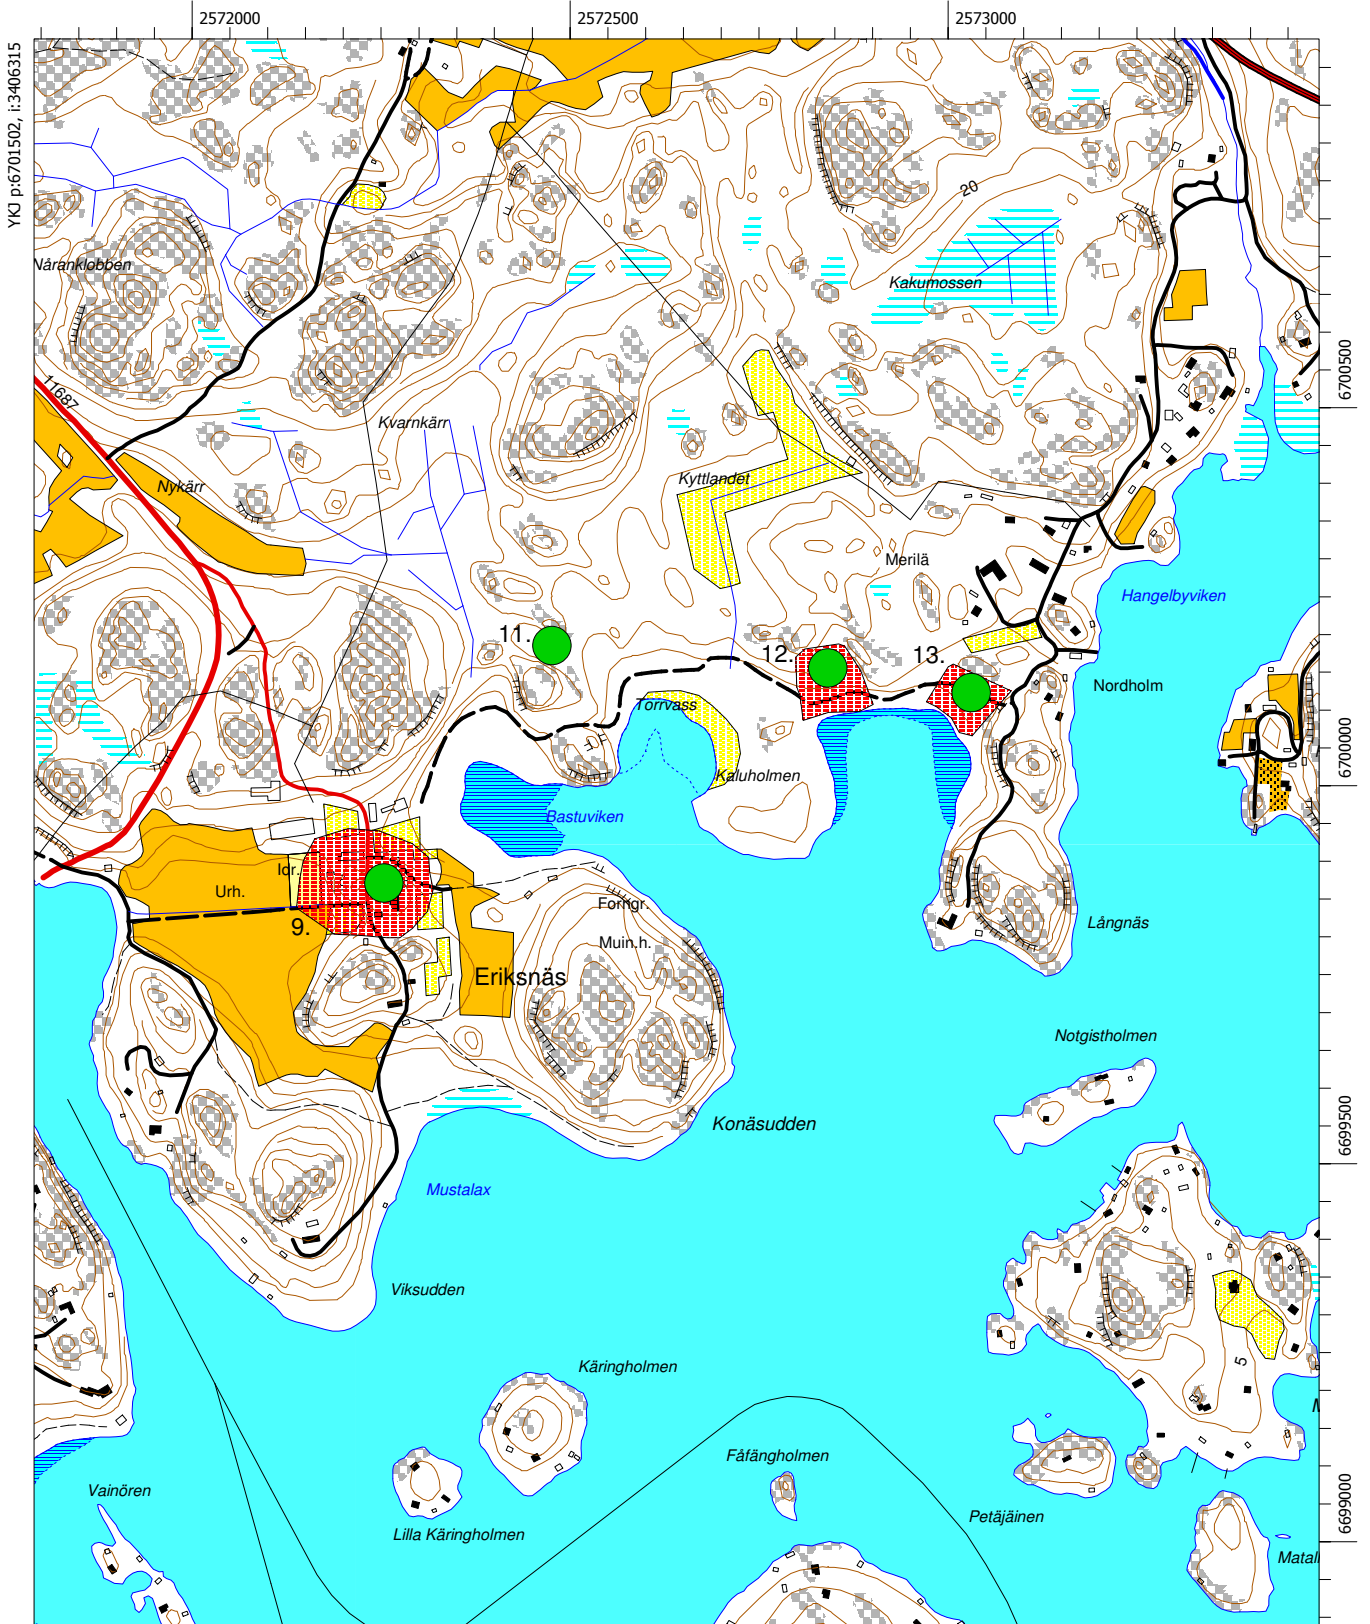 2572000 2572500 2573000
YKJ p:6701502, i:3406315
20
Nåranklobben
Kakumossen
6700500
11687
Kvarnkärr
Nykärr
Kyttlandet
Merilä
Hangelbyviken
11.
12.
13.
Nordholm
Torrvass
6700000
Kaluholmen
Bastuviken
Idr.
Urh.
Forngr.
9.
Långnäs
Muin.h.
Eriksnäs
Notgistholmen
Konäsudden
6699500
Mustalax
Viksudden
5
Käringholmen
Fåfängholmen
Vainören
Petäjäinen
6699000
Lilla Käringholmen